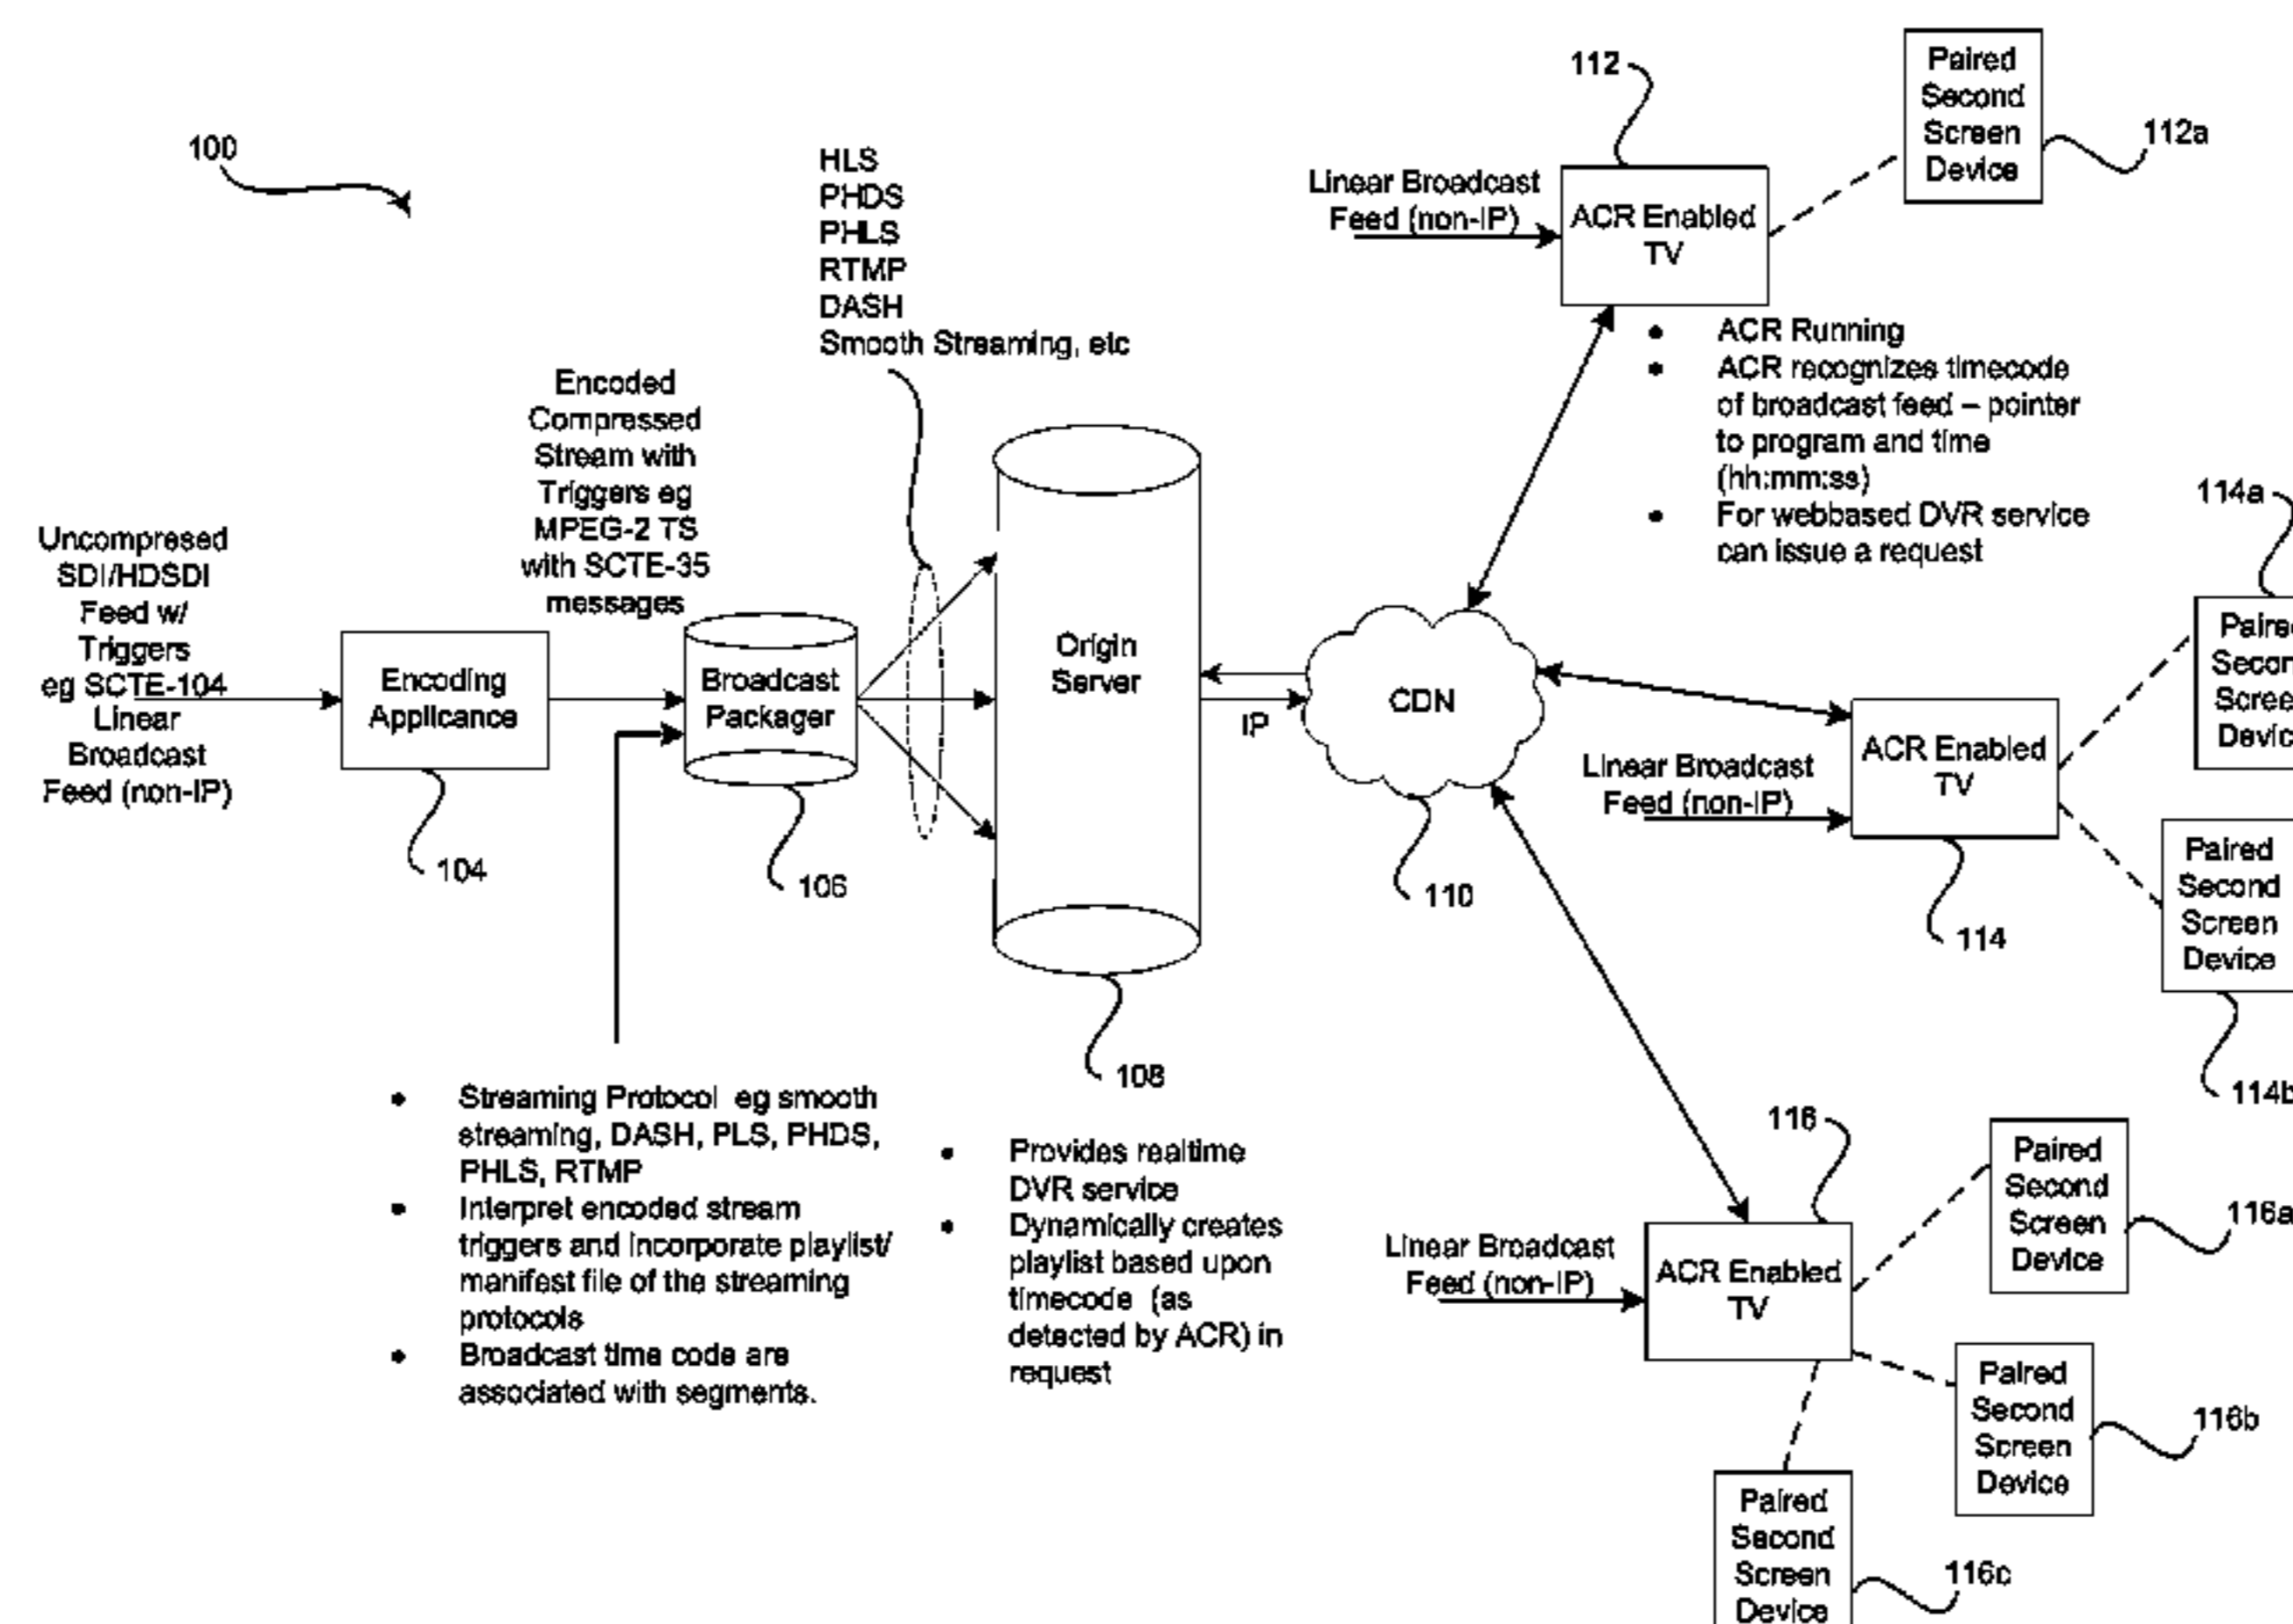 100
HLS
PHDS
PHLS
RTMP
DASH
Smooth Streaming, etc
Encoded
Compressed
Stream with
Triggers eg
MPEG-2 TS
with SCTE-35
messages
Uncompresed
SDI/HDSDI
Feed w/
Triggers
eg SCTE-104
Linear
Broadcast
Feed (non-IP)
Encoding
Applicance
104
Broadcast
Packager
106
Origin
Server
108
IP
CDN
110
112
Linear Broadcast
Feed (non-IP)
ACR Enabled
TV
Paired
Second
Screen
Device
112a
• ACR Running
• ACR recognizes timecode
of broadcast feed – pointer
to program and time
(hh:mm:ss)
• For webbased DVR service
can issue a request
114a
Linear Broadcast
Feed (non-IP)
ACR Enabled
TV
114
Paired
Second
Screen
Device
114b
• Streaming Protocol eg smooth
streaming, DASH, PLS, PHDS,
PHLS, RTMP
• Interpret encoded stream
triggers and incorporate playlist/
manifest file of the streaming
protocols
• Broadcast time code are
associated with segments.
• Provides realtime
DVR service
• Dynamically creates
playlist based upon
timecode (as
detected by ACR) in
request
116
Linear Broadcast
Feed (non-IP)
ACR Enabled
TV
Paired
Second
Screen
Device
116a
Paired
Second
Screen
Device
116b
Paired
Second
Screen
Device
116c